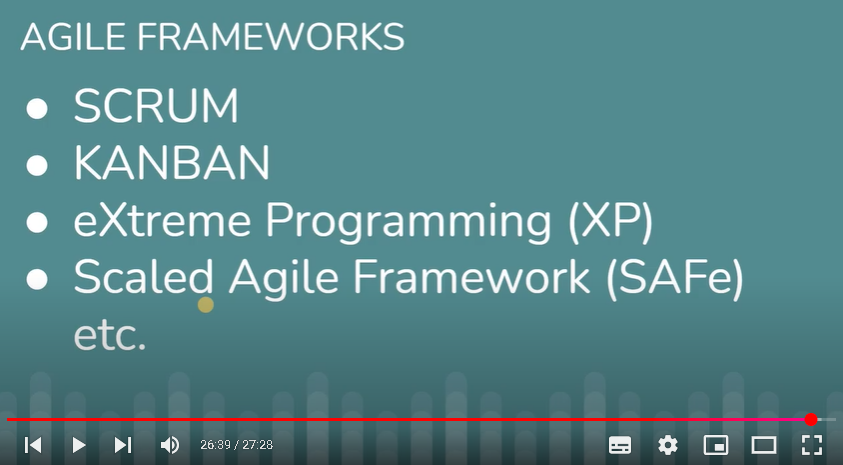 AGILE FRAMEWORKS
● SCRUM
● KANBAN
● eXtreme Programming (XP)
● Scaled Agile Framework (SAFe)
etc.
26:39 / 27:28